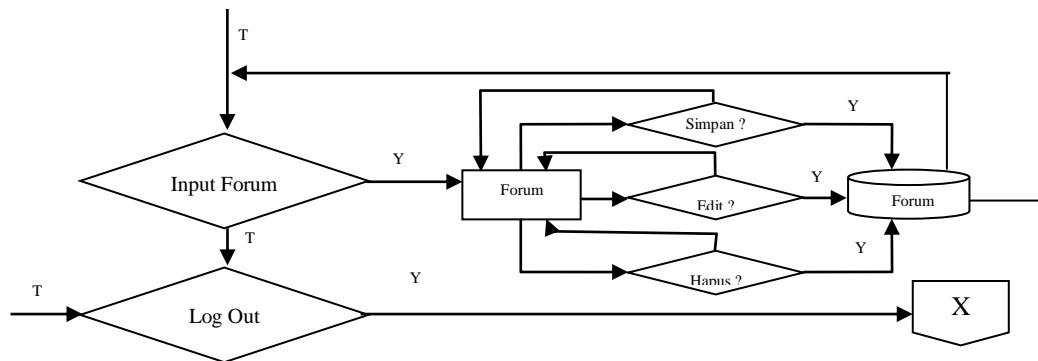 T
Simpan ?
Y
Input Forum
Y
Forum
Edit ?
Y
Forum
T
Hapus ?
Y
T
Log Out
Y
X